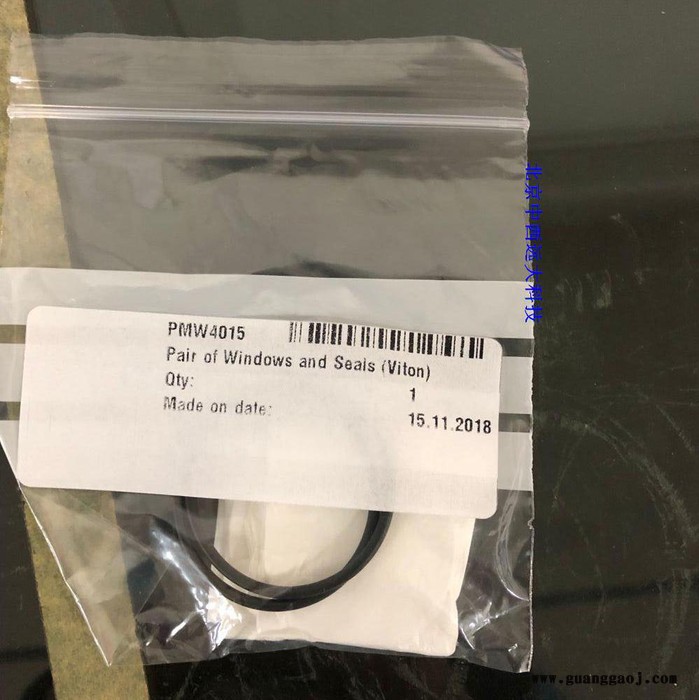 PMW4015
Pair of Windows and Seals (Viton)
Qty: 1
Made on date: 15.11.2018
北京中西远大科技
www.guanggaoj.com